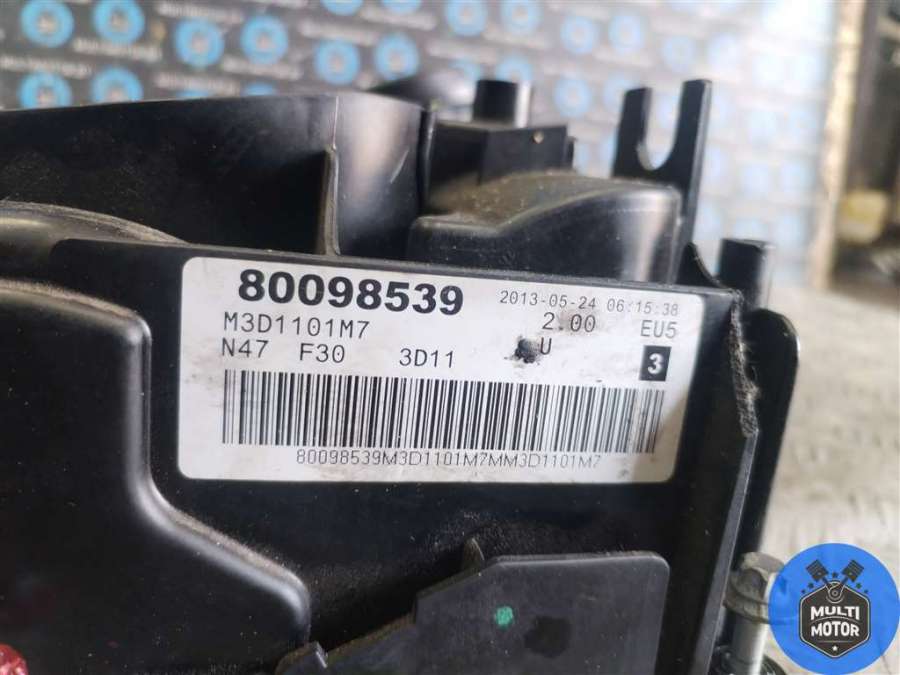 80098539 2013-05-24 06:15:38
M3D1101M7 2.00 EU5
N47 F30 3D11 U 3
80098539M3D1101M7MM3D1101M7
MULTI
MOTOR